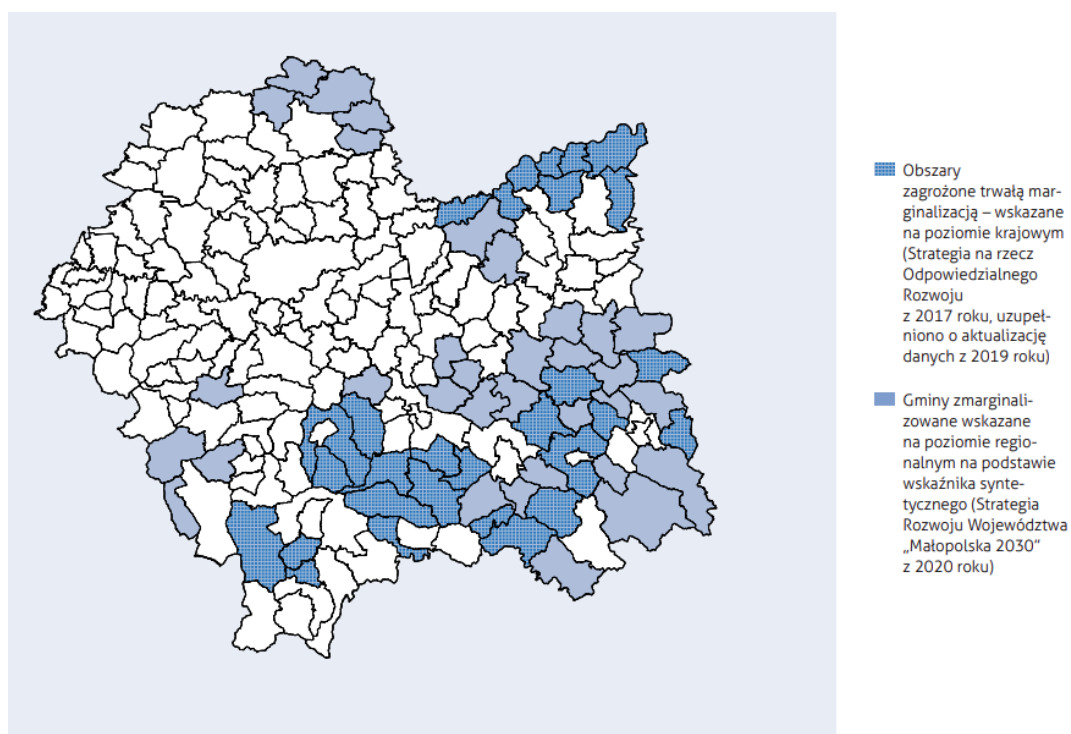 Obszary
zagrożone trwałą mar-
ginalizacją – wskazane
na poziomie krajowym
(Strategia na rzecz
Odpowiedzialnego
Rozwoju
z 2017 roku, uzupeł-
niono o aktualizację
danych z 2019 roku)
Gminy zmarginali-
zowane wskazane
na poziomie regio-
nalnym na podstawie
wskaźnika synte-
tycznego (Strategia
Rozwoju Województwa
„Małopolska 2030”
z 2020 roku)